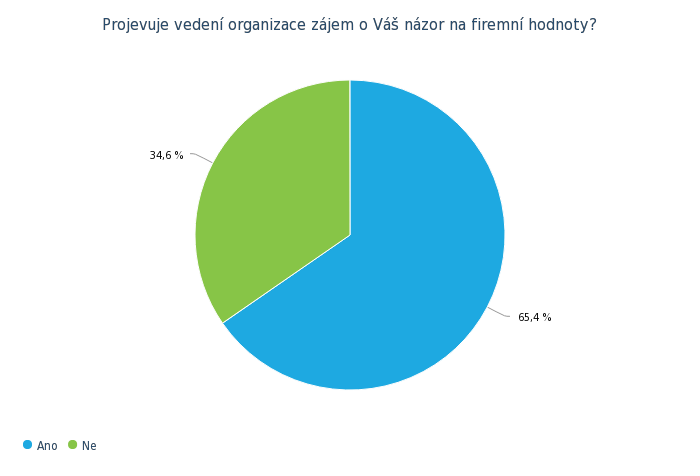 Projevuje vedení organizace zájem o Váš názor na firemní hodnoty?
34,6 %
65,4 %
Ano Ne